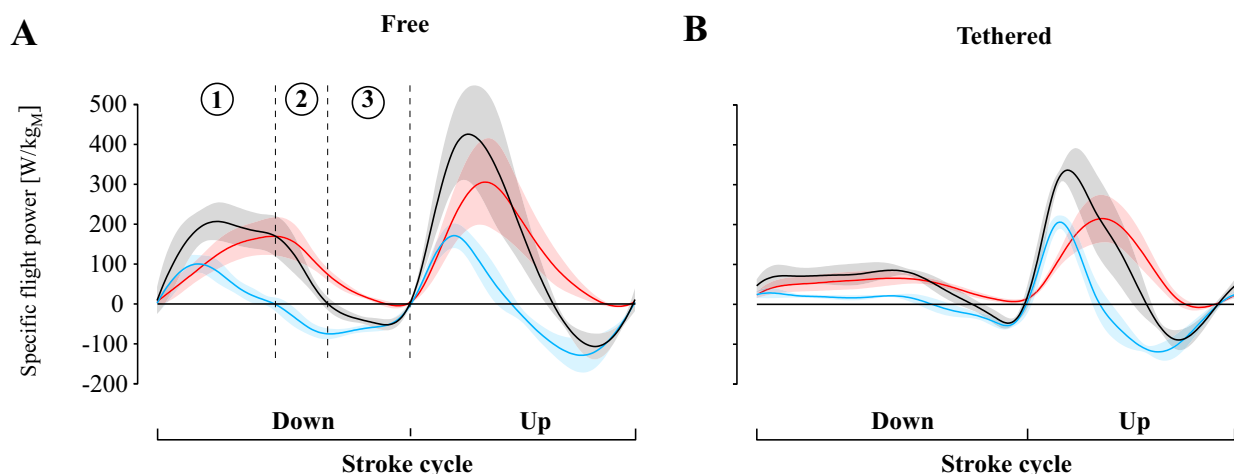 A
Free
B
Tethered
1 2 3
Specific flight power [W/kgM]
500
400
300
200
100
0
-100
-200
Down Up
Stroke cycle
Down Up
Stroke cycle